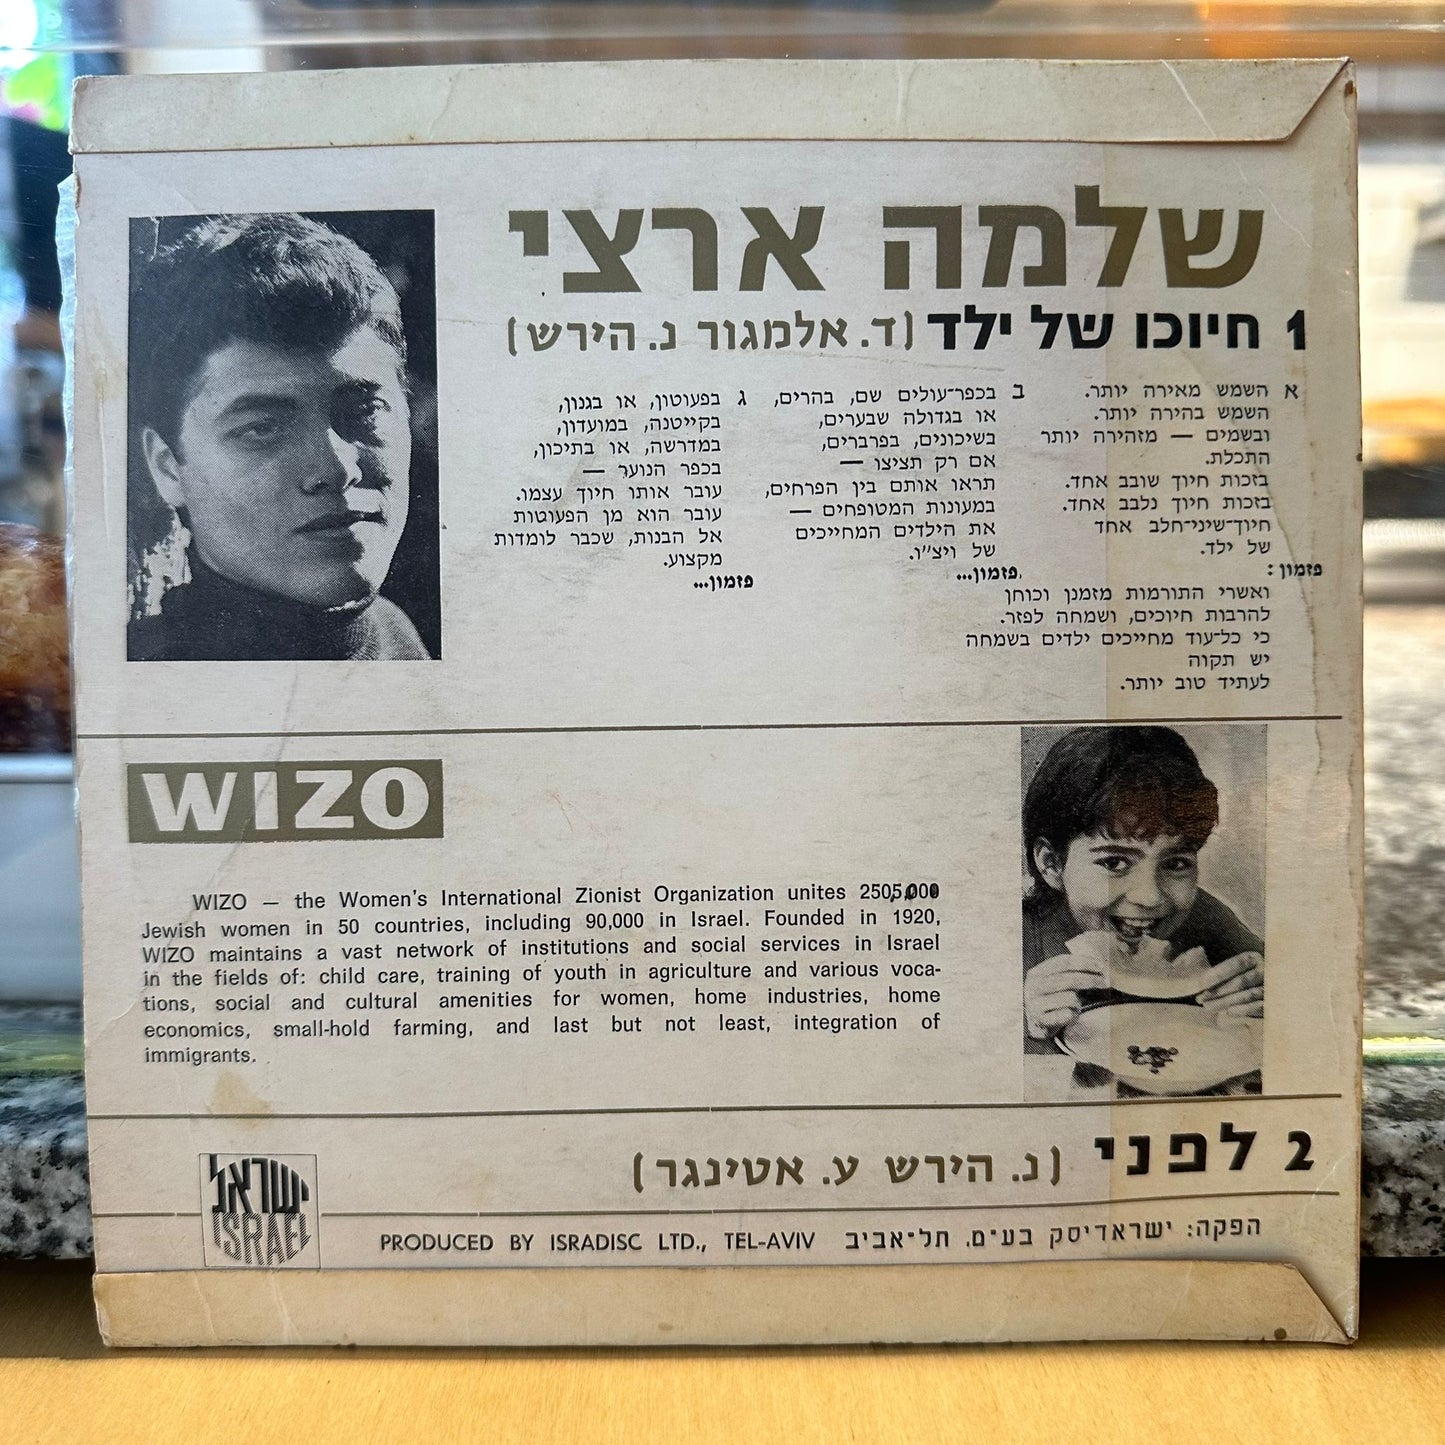 שלמה ארצי
1 חיוכו של ילד (ד. אלמגור נ. הירש)
א השמש מאירה יותר.
השמש בהירה יותר.
ובשמים — מזהירה יותר
התכלת.
בזכות חיוך שובב אחד.
בזכות חיוך נלבב אחד.
חיוך־שיני־חלב אחד
של ילד.
פזמון:
ואשרי התורמות מזמנן וכוחן
להרבות חיוכים, ושמחה לפזר.
כי כל־עוד מחייכים ילדים בשמחה
יש תקוה
לעתיד טוב יותר.
ב בכפר־עולים שם, בהרים,
או בגדולה שבערים,
בשיכונים, בפרברים,
אם רק תציצו —
תראו אותם בין הפרחים,
במעונות המטופחים —
את הילדים המחייכים
של ויצ״ו.
פזמון...
ג בפעוטון, או בגנון,
בקייטנה, במועדון,
במדרשה, או בתיכון,
בכפר הנוער —
עובר אותו חיוך עצמו.
עובר הוא מן הפעוטות
אל הבנות, שכבר לומדות
מקצוע.
פזמון...
WIZO
WIZO — the Women's International Zionist Organization unites
Jewish women in 50 countries, including 90,000 in Israel. Founded in 1920,
WIZO maintains a vast network of institutions and social services in Israel
in the fields of: child care, training of youth in agriculture and various voca-
tions, social and cultural amenities for women, home industries, home
economics, small-hold farming, and last but not least, integration of
immigrants.
2 לפני (נ. הירש ע. אטינגר)
ישראל
ISRAEL
PRODUCED BY ISRADISC LTD., TEL-AVIV הפקה: ישראדיסק בע"מ. תל־אביב